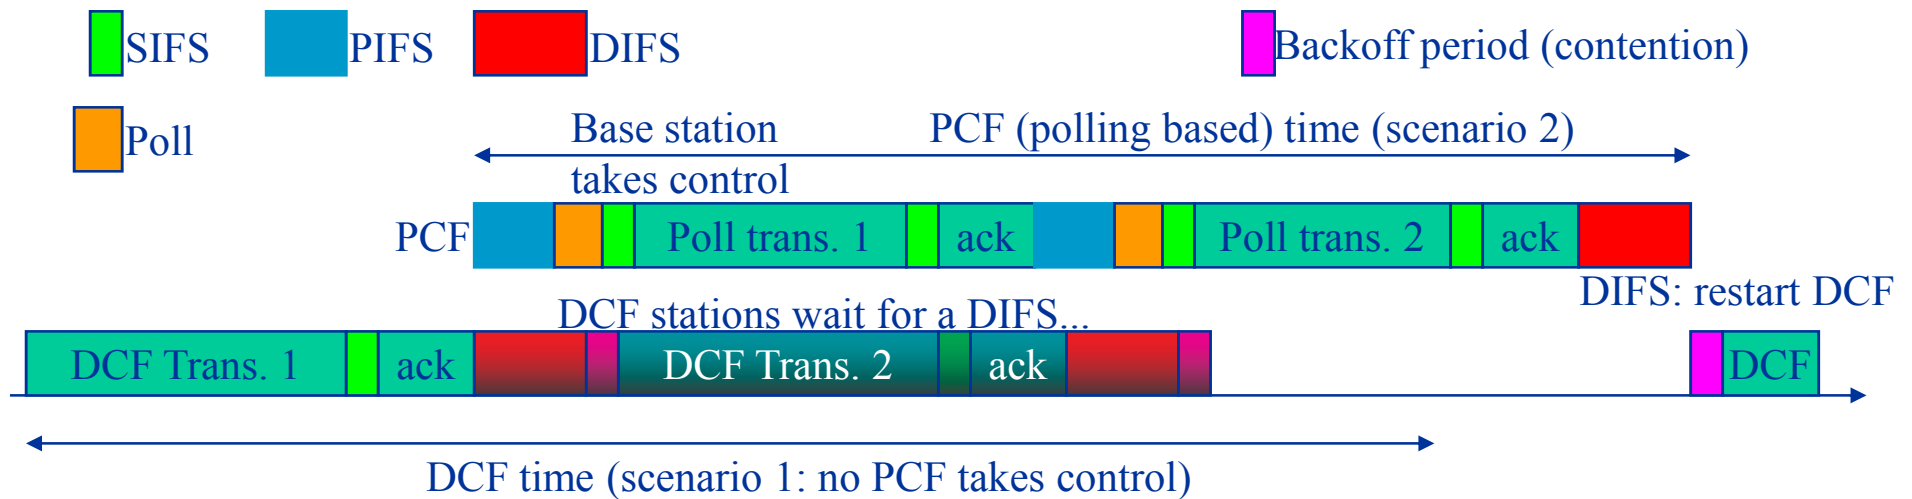 SIFS
PIFS
DIFS
Backoff period (contention)
Poll
Base station
takes control
PCF (polling based) time (scenario 2)
PCF
Poll trans. 1
ack
Poll trans. 2
ack
DIFS: restart DCF
DCF stations wait for a DIFS...
DCF Trans. 1
ack
DCF Trans. 2
ack
DCF
DCF time (scenario 1: no PCF takes control)